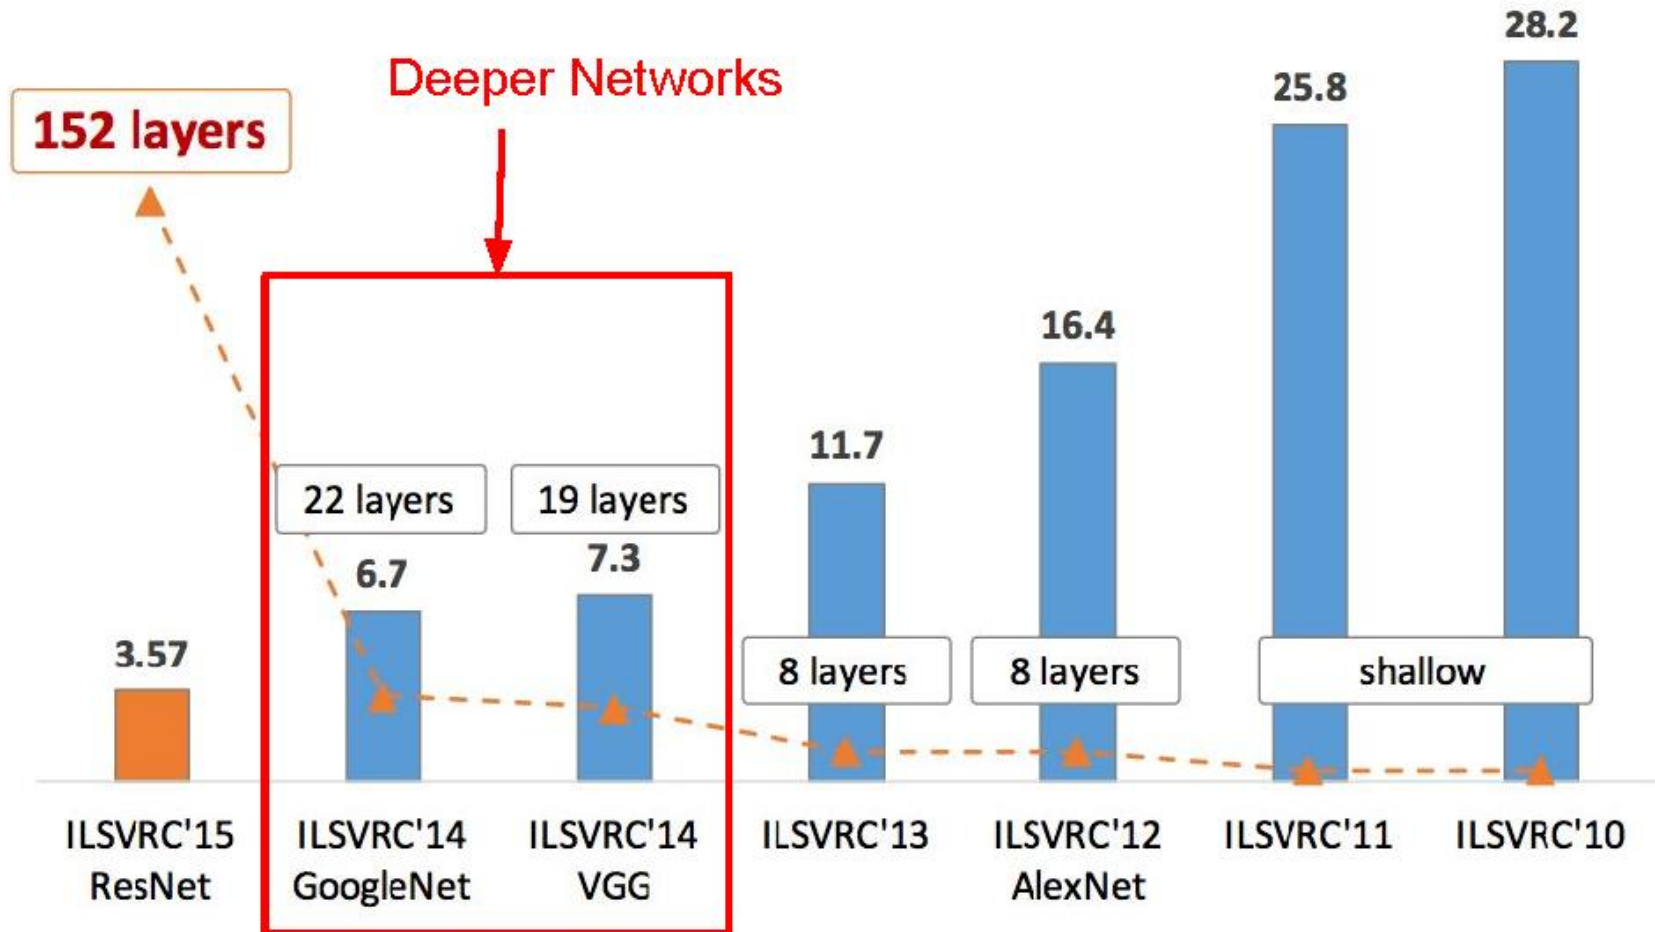 28.2
Deeper Networks
25.8
152 layers
16.4
11.7
22 layers
19 layers
7.3
6.7
3.57
8 layers
8 layers
shallow
ILSVRC'15
ResNet
ILSVRC'14
GoogleNet
ILSVRC'14
VGG
ILSVRC'13
ILSVRC'12
AlexNet
ILSVRC'11
ILSVRC'10